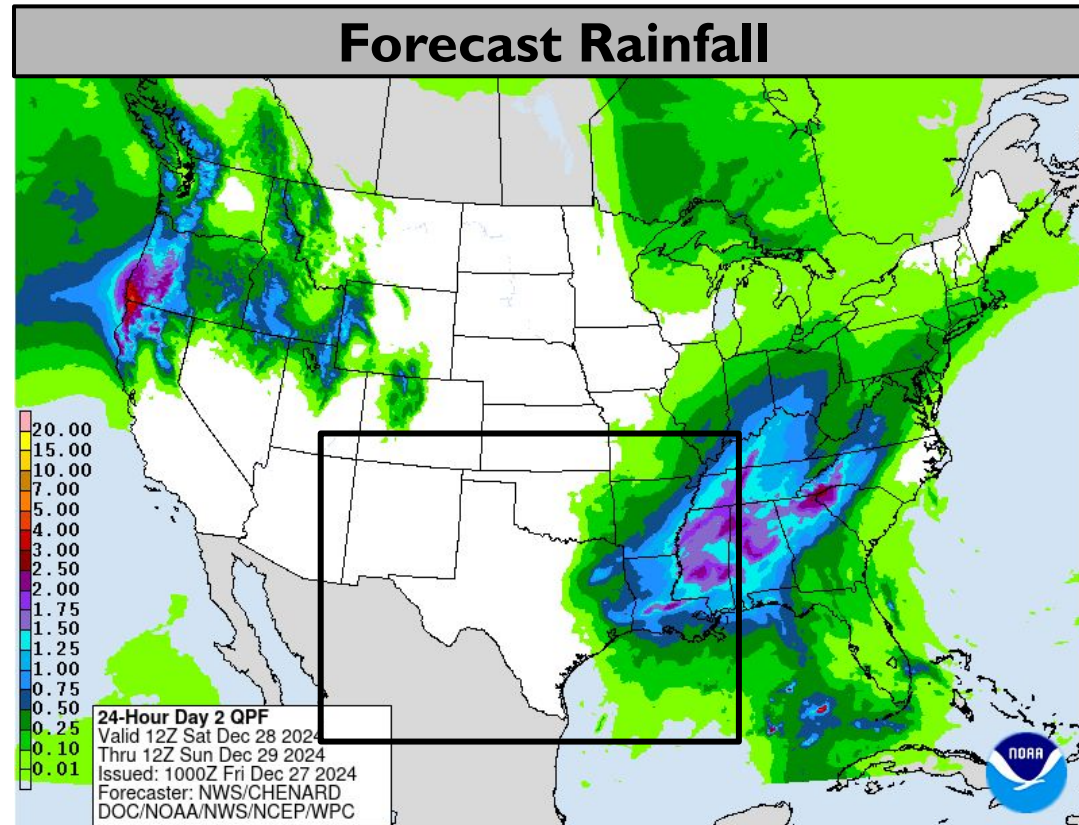 Forecast Rainfall
20.00
15.00
10.00
7.00
5.00
4.00
3.00
2.50
2.00
1.75
1.50
1.25
1.00
0.75
0.50
0.25
0.10
0.01
24-Hour Day 2 QPF
Valid 12Z Sat Dec 28 2024
Thru 12Z Sun Dec 29 2024
Issued: 1000Z Fri Dec 27 2024
Forecaster: NWS/CHENARD
DOC/NOAA/NWS/NCEP/WPC
NOAA